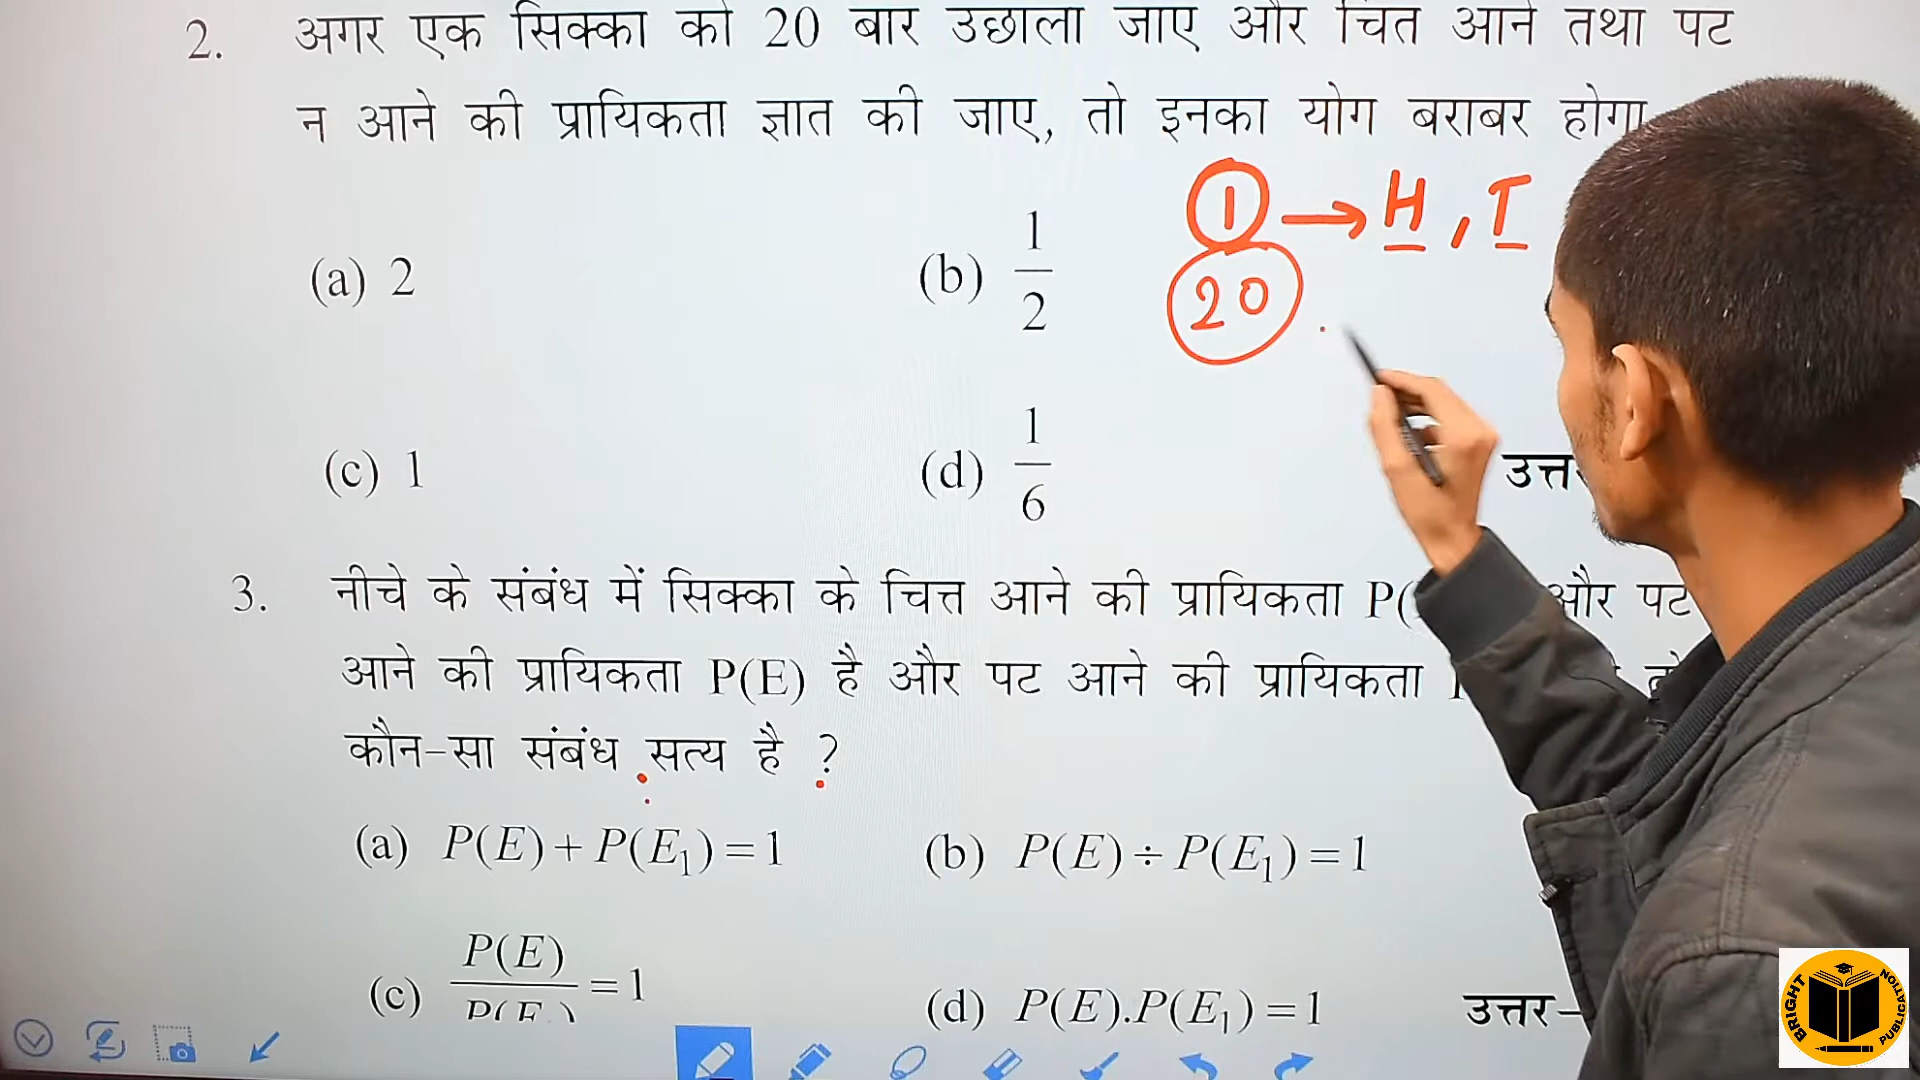 2. अगर एक सिक्का को 20 बार उछाला जाए और चित आने तथा पट
न आने की प्रायिकता ज्ञात की जाए, तो इनका योग बराबर होगा
1 → H , T
20
(a) 2 (b) 1/2
(c) 1 (d) 1/6
3. नीचे के संबंध में सिक्का के चित्त आने की प्रायिकता P( और पट
आने की प्रायिकता P(E) है और पट आने की प्रायिकता
कौन-सा संबंध सत्य है ?
(a) P(E) + P(E₁) = 1 (b) P(E) ÷ P(E₁) = 1
(c) P(E)/P(E₁) = 1 (d) P(E).P(E₁) = 1 उत्तर–
BRIGHT PUBLICATION